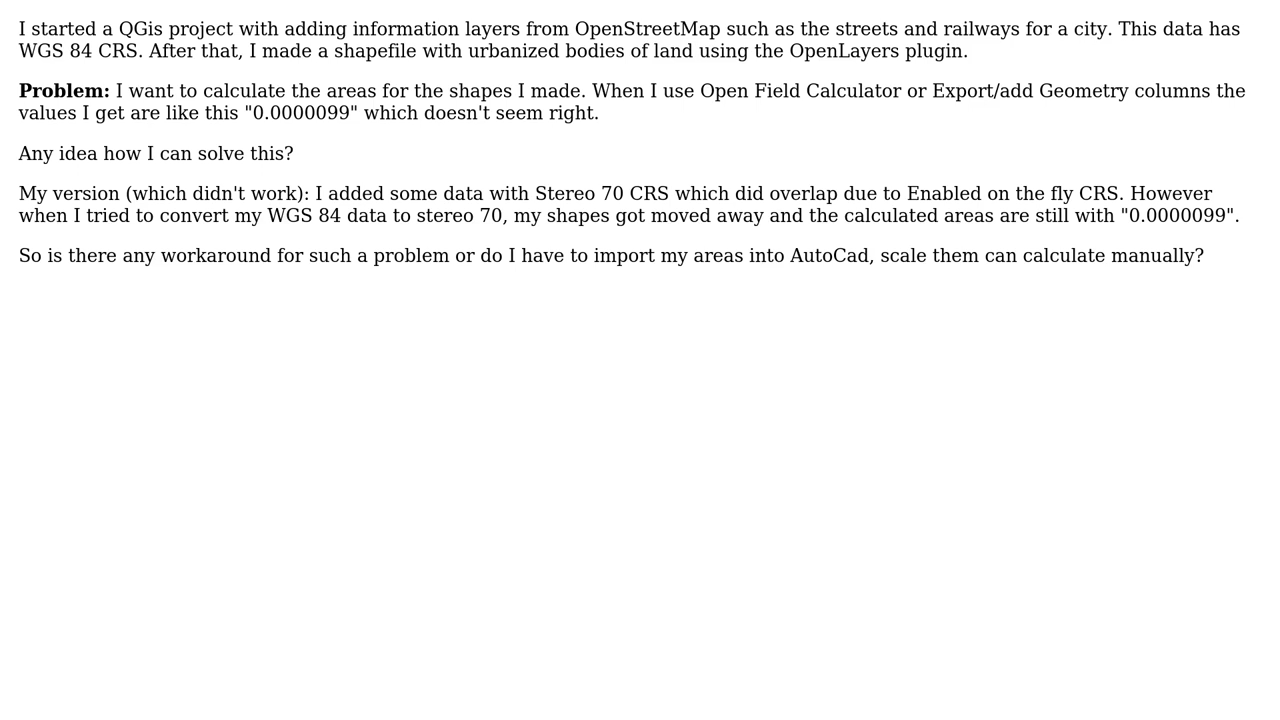 I started a QGis project with adding information layers from OpenStreetMap such as the streets and railways for a city. This data has
WGS 84 CRS. After that, I made a shapefile with urbanized bodies of land using the OpenLayers plugin.
Problem: I want to calculate the areas for the shapes I made. When I use Open Field Calculator or Export/add Geometry columns the
values I get are like this "0.0000099" which doesn't seem right.
Any idea how I can solve this?
My version (which didn't work): I added some data with Stereo 70 CRS which did overlap due to Enabled on the fly CRS. However
when I tried to convert my WGS 84 data to stereo 70, my shapes got moved away and the calculated areas are still with "0.0000099".
So is there any workaround for such a problem or do I have to import my areas into AutoCad, scale them can calculate manually?